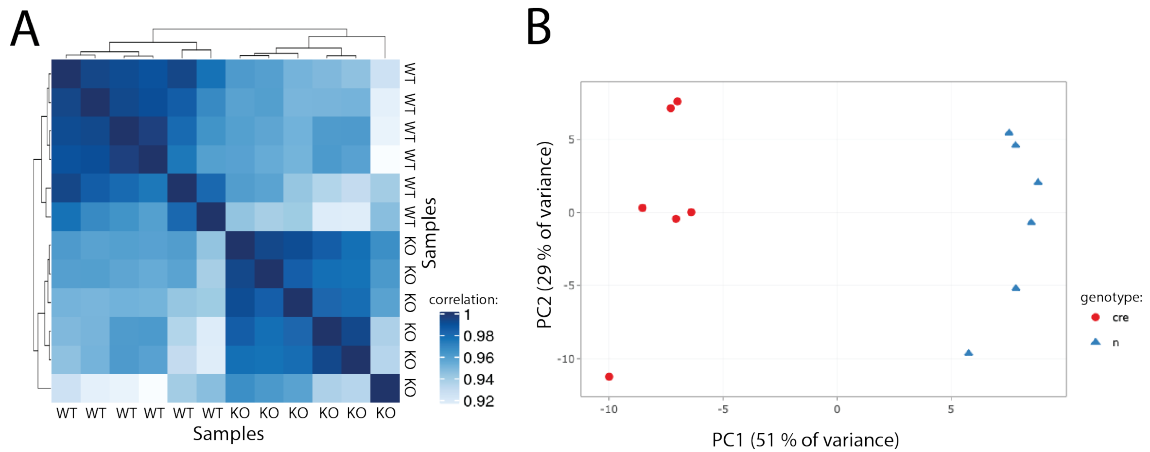 A
WT
WT
WT
WT
WT
WT
KO
KO
KO
KO
KO
KO
Samples
correlation:
1
0.98
0.96
0.94
0.92
WT WT WT WT WT WT KO KO KO KO KO KO
Samples
B
PC2 (29 % of variance)
5
0
-5
-10
-10 -5 0 5
PC1 (51 % of variance)
genotype:
cre
n